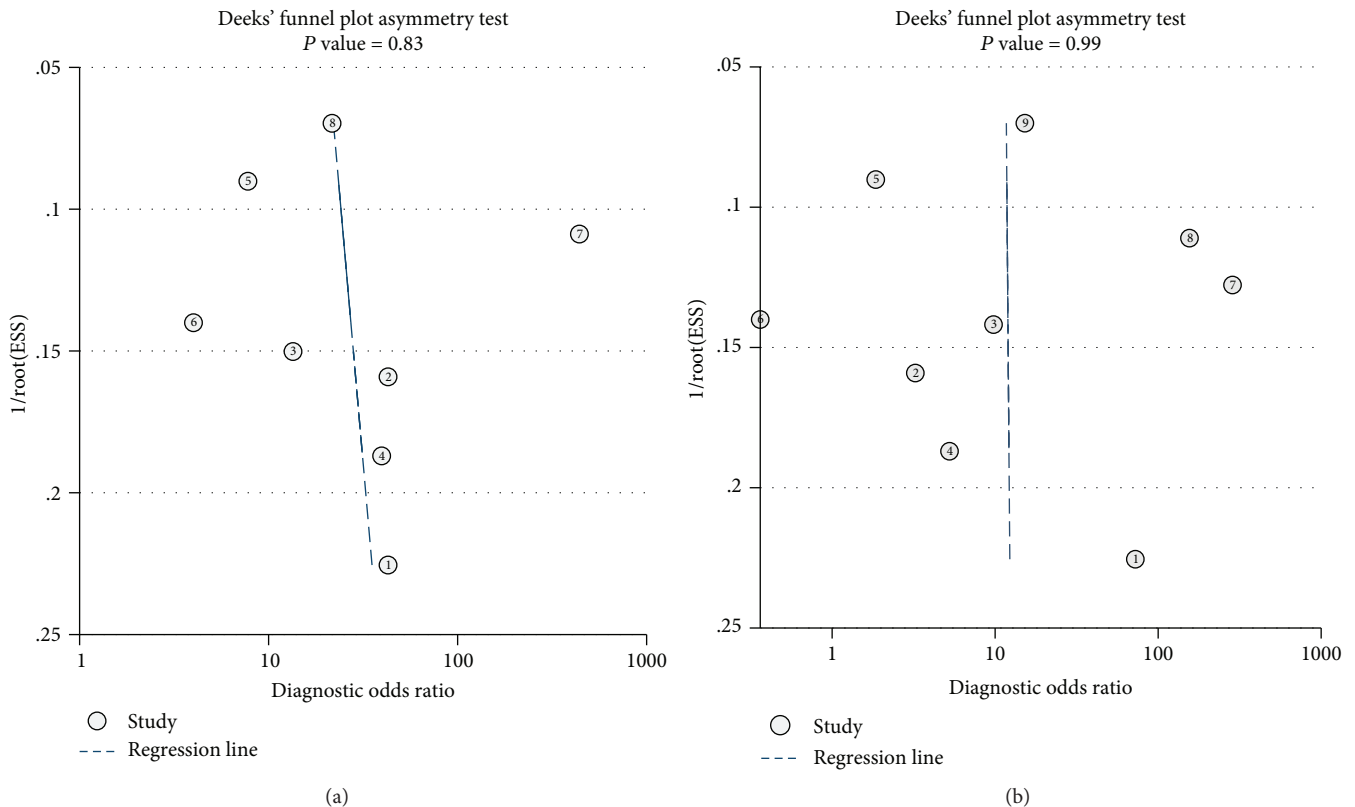 Deeks' funnel plot asymmetry test
P value = 0.83
.05
.1
.15
.2
.25
1/root(ESS)
8
5
7
6
3
2
4
1
1 10 100 1000
Diagnostic odds ratio
Study
Regression line
(a)
Deeks' funnel plot asymmetry test
P value = 0.99
.05
.1
.15
.2
.25
1/root(ESS)
9
5
8
7
6
3
2
4
1
1 10 100 1000
Diagnostic odds ratio
Study
Regression line
(b)